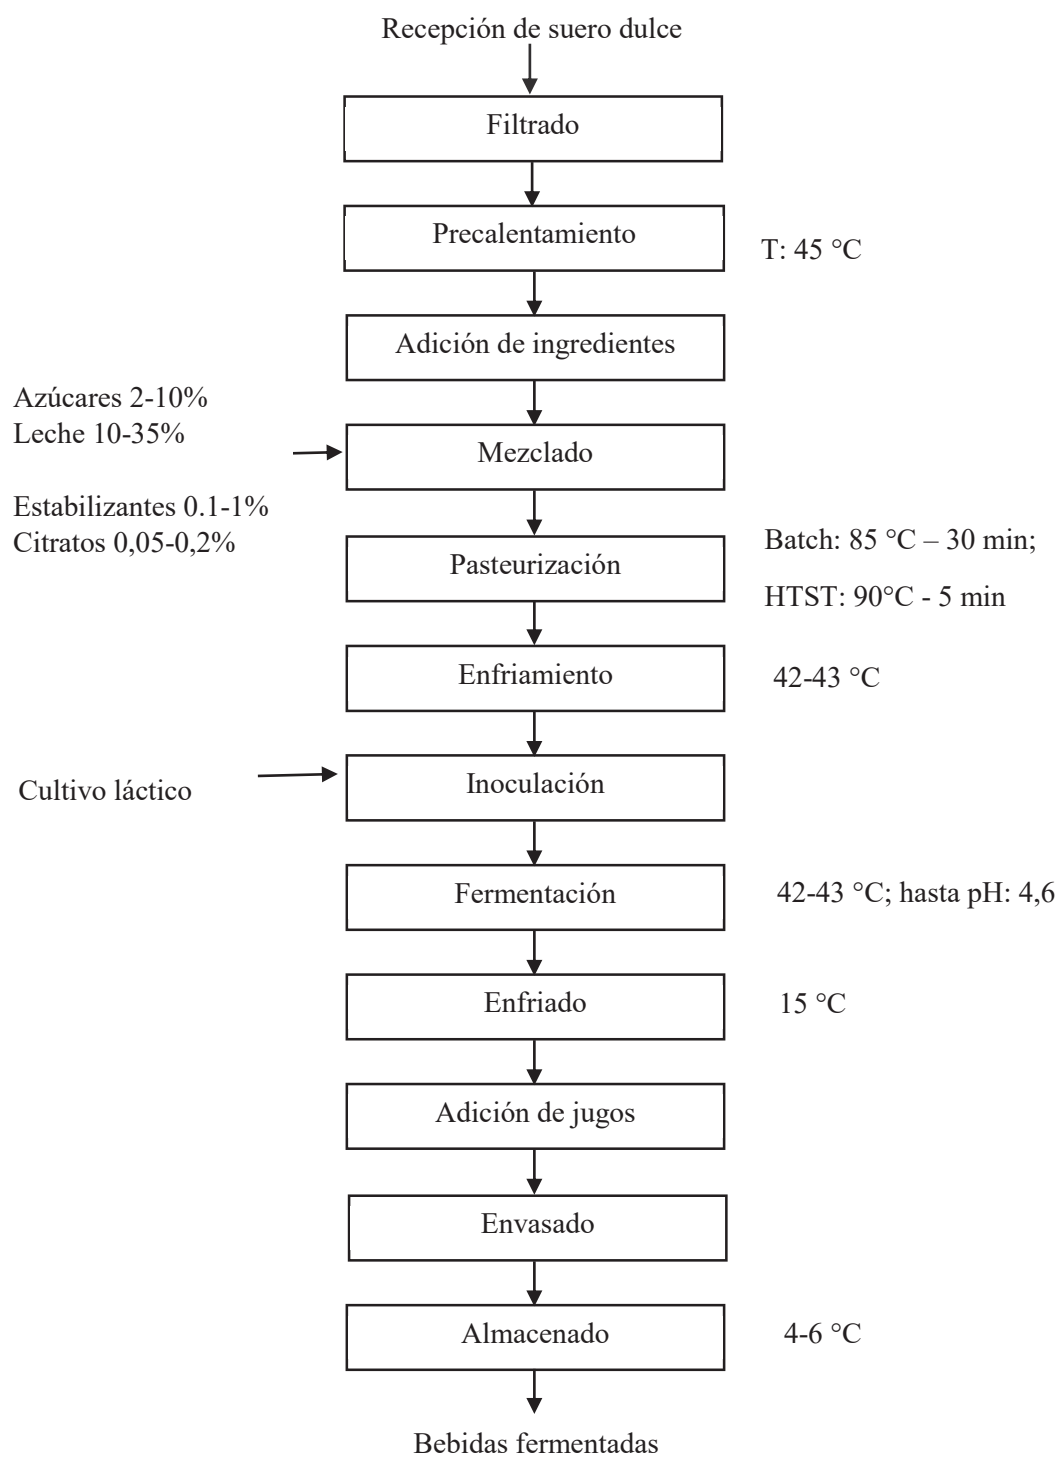 Recepción de suero dulce
Filtrado
Precalentamiento
T: 45 °C
Adición de ingredientes
Azúcares 2-10%
Leche 10-35%
Mezclado
Estabilizantes 0.1-1%
Citratos 0,05-0,2%
Pasteurización
Batch: 85 °C – 30 min;
HTST: 90°C - 5 min
Enfriamiento
42-43 °C
Cultivo láctico
Inoculación
Fermentación
42-43 °C; hasta pH: 4,6
Enfriado
15 °C
Adición de jugos
Envasado
Almacenado
4-6 °C
Bebidas fermentadas